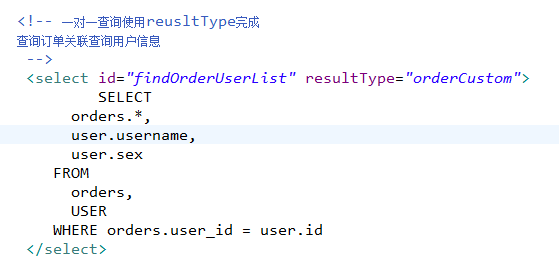 <!-- 一对一查询使用reusltType完成
查询订单关联查询用户信息
-->
<select id="findOrderUserList" resultType="orderCustom">
SELECT
orders.*,
user.username,
user.sex
FROM
orders,
USER
WHERE orders.user_id = user.id
</select>